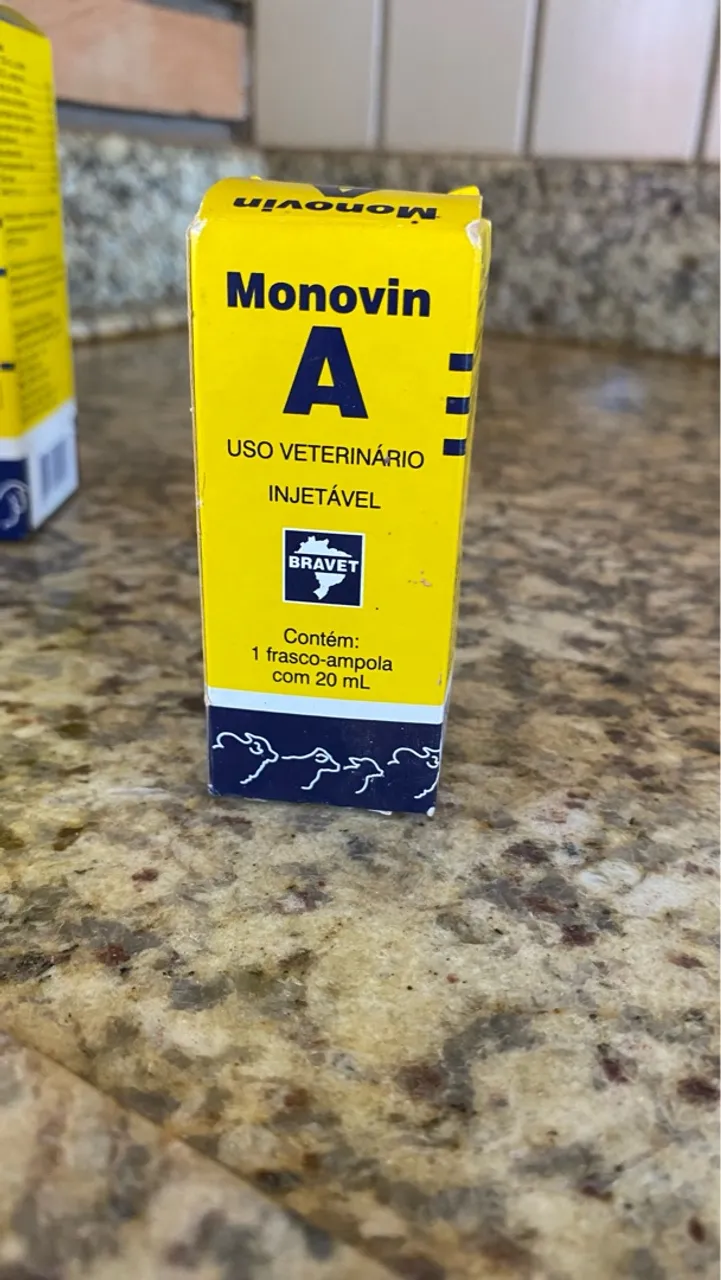 Monovin
Monovin
A
USO VETERINÁRIO
INJETÁVEL
BRAVET
Contém:
1 frasco-ampola
com 20 mL